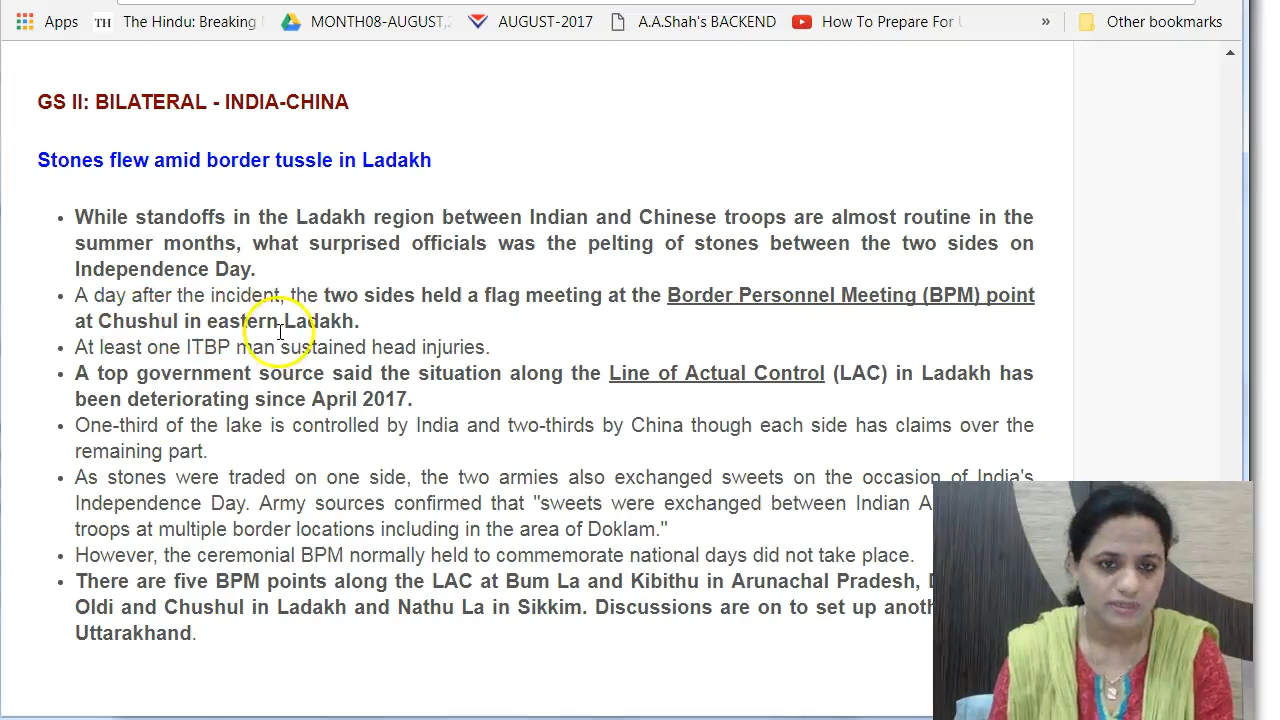 Apps TH The Hindu: Breaking MONTH08-AUGUST, AUGUST-2017 A.A.Shah's BACKEND How To Prepare For » Other bookmarks
GS II: BILATERAL - INDIA-CHINA
Stones flew amid border tussle in Ladakh
• While standoffs in the Ladakh region between Indian and Chinese troops are almost routine in the
summer months, what surprised officials was the pelting of stones between the two sides on
Independence Day.
• A day after the incident, the two sides held a flag meeting at the Border Personnel Meeting (BPM) point
at Chushul in eastern Ladakh.
• At least one ITBP man sustained head injuries.
• A top government source said the situation along the Line of Actual Control (LAC) in Ladakh has
been deteriorating since April 2017.
• One-third of the lake is controlled by India and two-thirds by China though each side has claims over the
remaining part.
• As stones were traded on one side, the two armies also exchanged sweets on the occasion of India's
Independence Day. Army sources confirmed that "sweets were exchanged between Indian
troops at multiple border locations including in the area of Doklam."
• However, the ceremonial BPM normally held to commemorate national days did not take place.
• There are five BPM points along the LAC at Bum La and Kibithu in Arunachal Pradesh,
Oldi and Chushul in Ladakh and Nathu La in Sikkim. Discussions are on to set up
Uttarakhand.